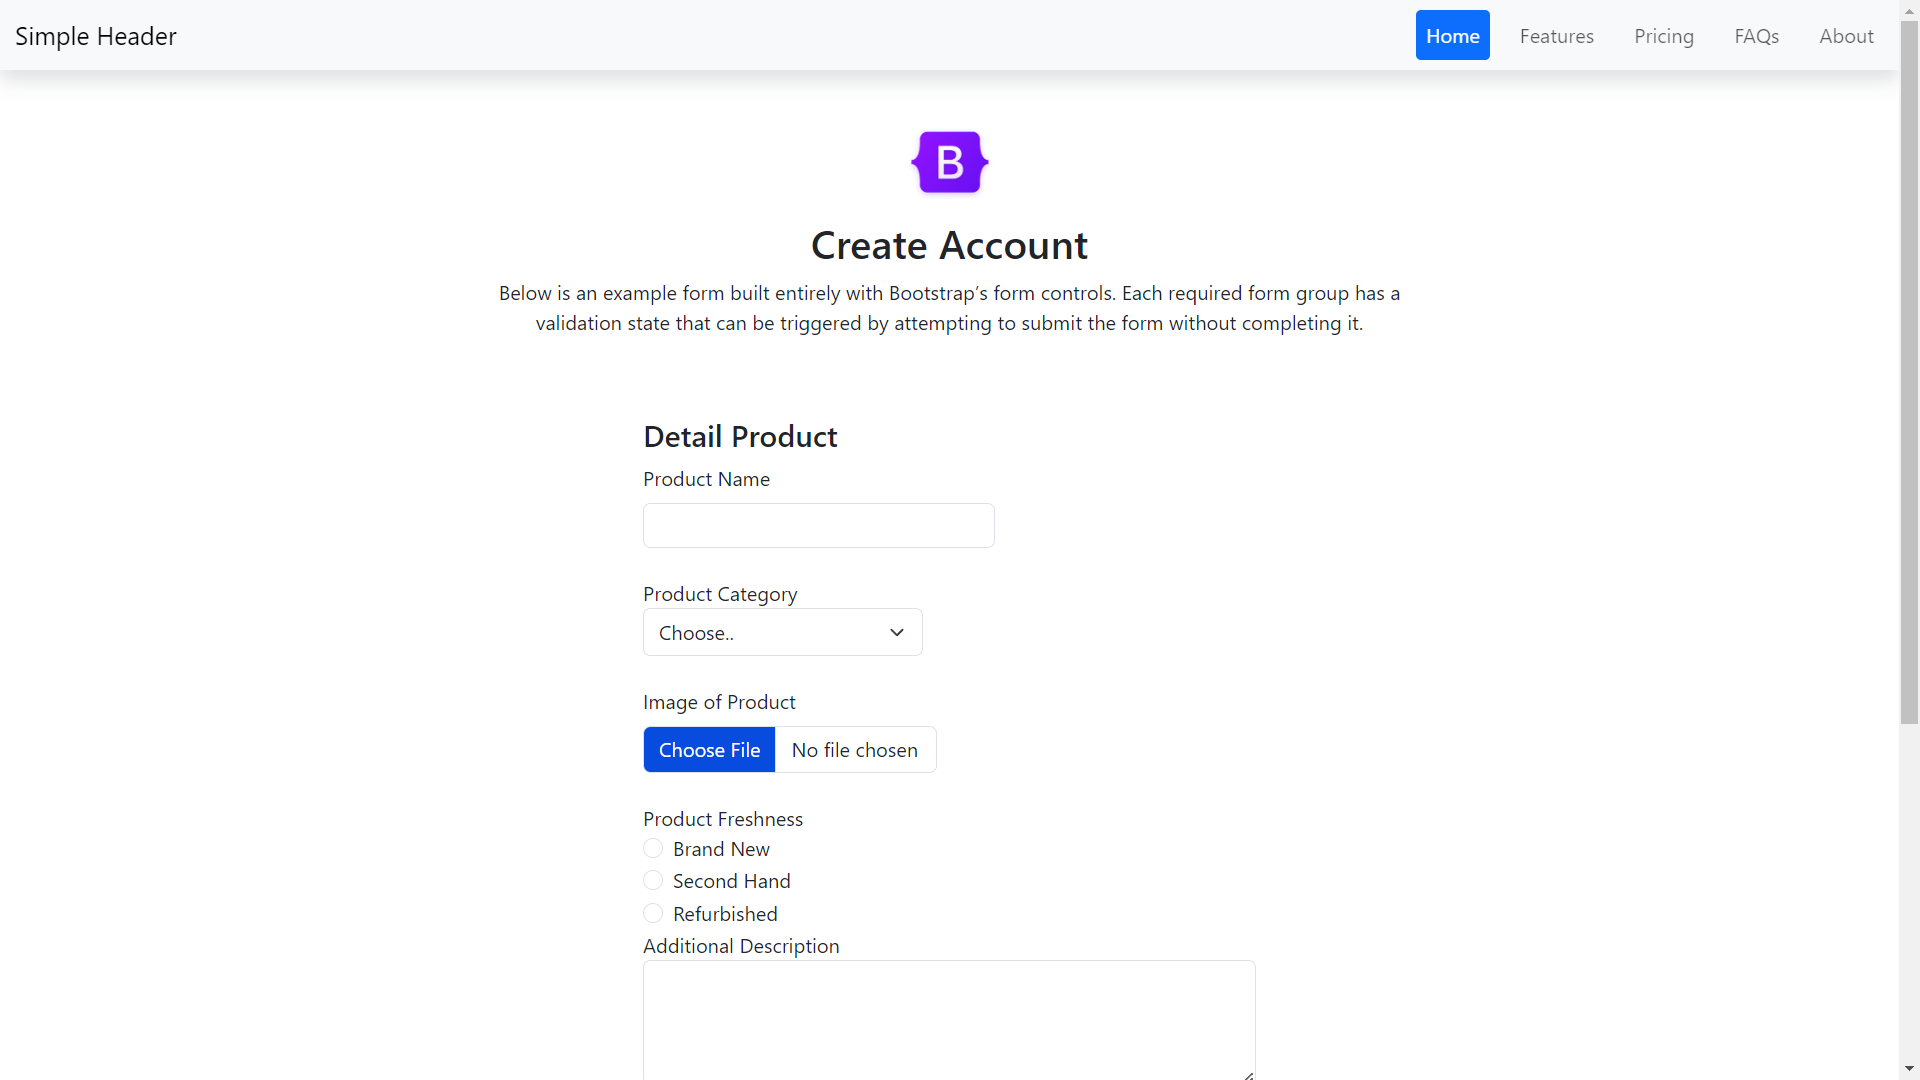 Simple Header
Home
Features
Pricing
FAQs
About
B
Create Account
Below is an example form built entirely with Bootstrap’s form controls. Each required form group has a
validation state that can be triggered by attempting to submit the form without completing it.
Detail Product
Product Name
Product Category
Choose..
Image of Product
Choose File
No file chosen
Product Freshness
Brand New
Second Hand
Refurbished
Additional Description